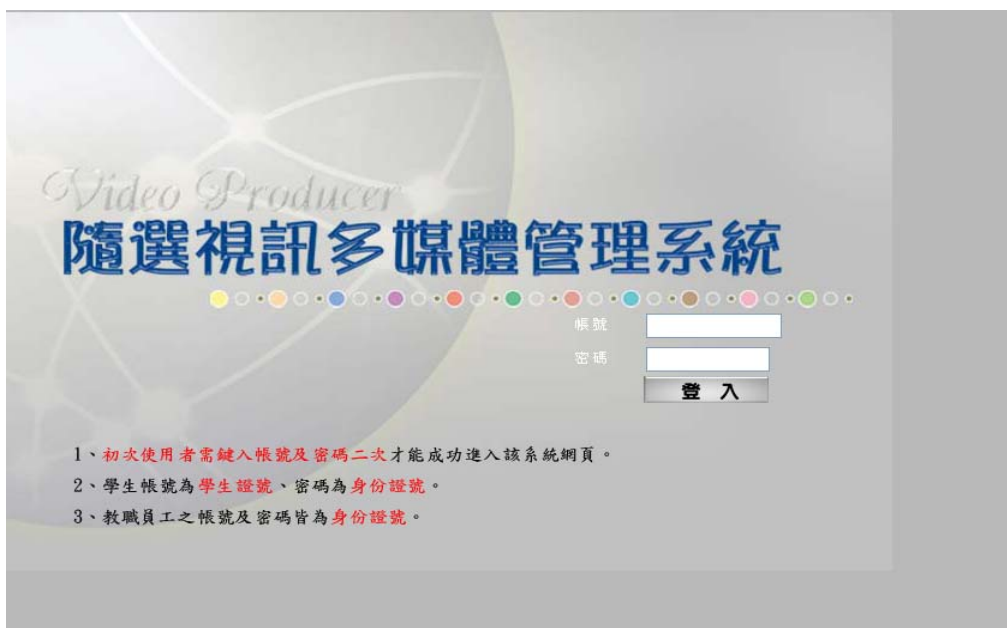 Video Producer
隨選視訊多媒體管理系統
帳號
密碼
登 入
1、初次使用者需鍵入帳號及密碼二次才能成功進入該系統網頁。
2、學生帳號為學生證號、密碼為身份證號。
3、教職員工之帳號及密碼皆為身份證號。